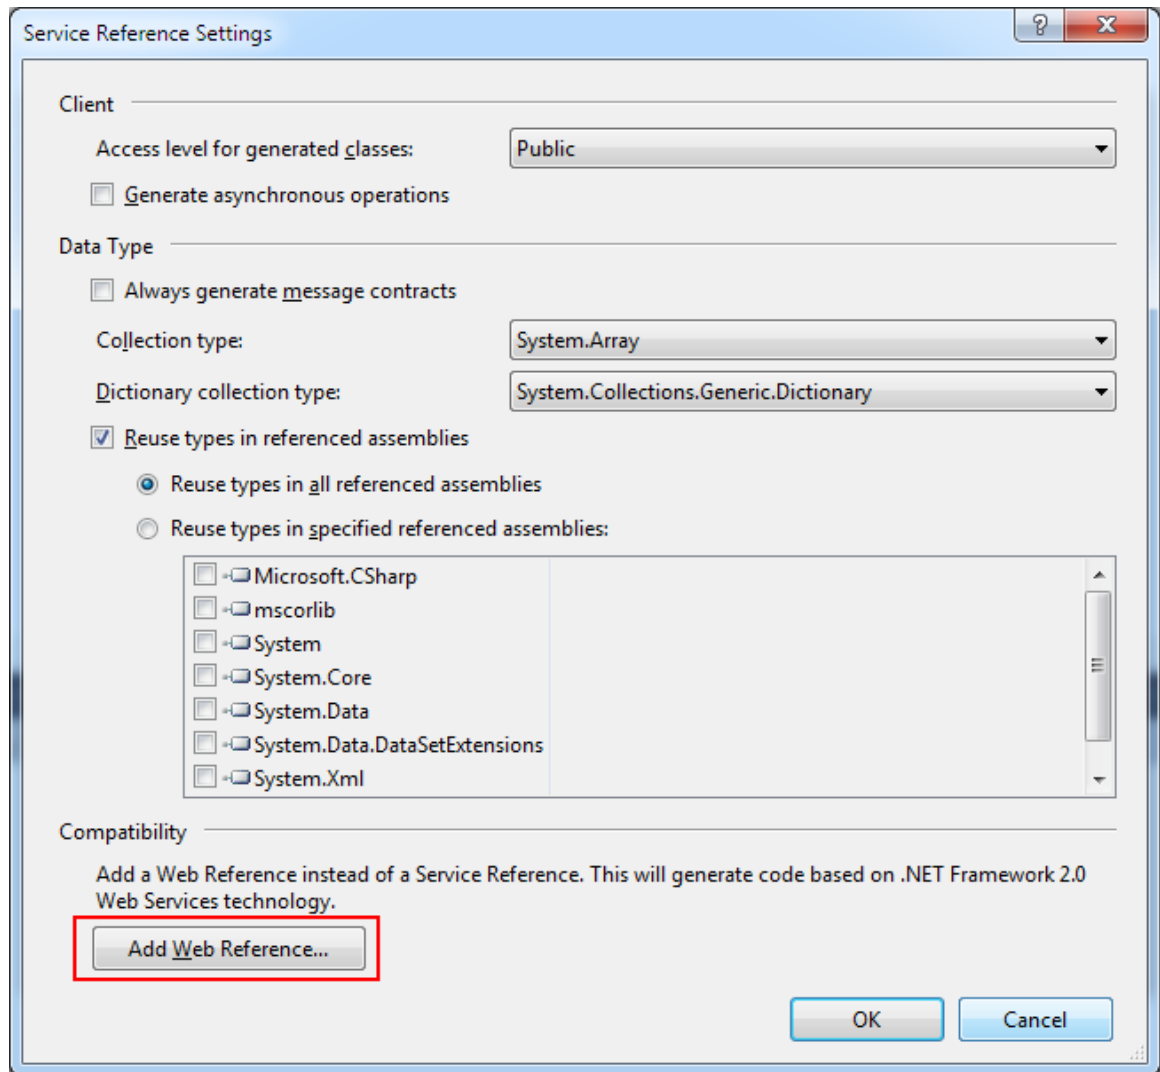 Service Reference Settings
Client
Access level for generated classes:
Public
Generate asynchronous operations
Data Type
Always generate message contracts
Collection type:
System.Array
Dictionary collection type:
System.Collections.Generic.Dictionary
Reuse types in referenced assemblies
Reuse types in all referenced assemblies
Reuse types in specified referenced assemblies:
Microsoft.CSharp
mscorlib
System
System.Core
System.Data
System.Data.DataSetExtensions
System.Xml
Compatibility
Add a Web Reference instead of a Service Reference. This will generate code based on .NET Framework 2.0
Web Services technology.
Add Web Reference...
OK
Cancel